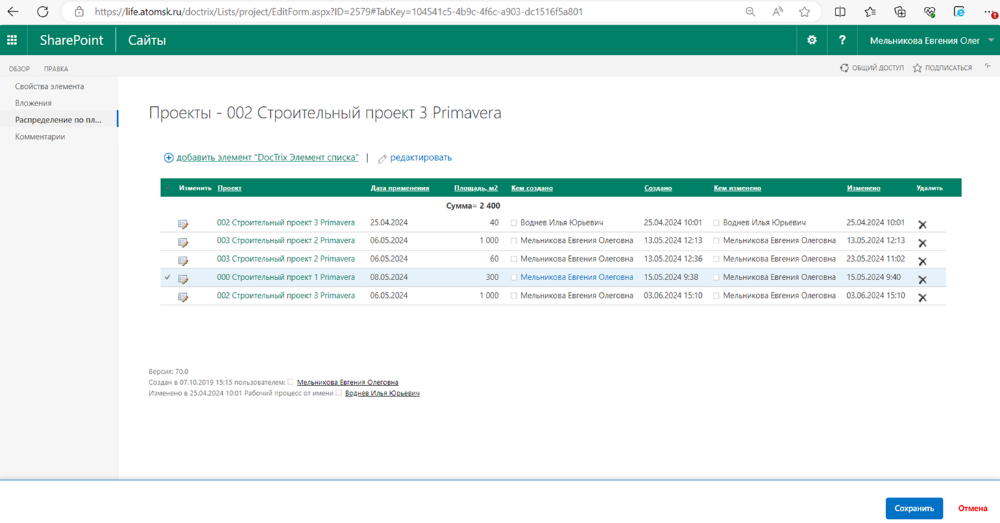 https://life.atomsk.ru/doctrix/Lists/project/EditForm.aspx?ID=2579#TabKey=104541c5-4b9c-4f6c-a903-dc1516f5a801
SharePoint Сайты ? Мельникова Евгения Олег
ОБЗОР ПРАВКА ОБЩИЙ ДОСТУП ПОДПИСАТЬСЯ
Свойства элемента
Вложения
Распределение по пл...
Комментарии
Проекты - 002 Строительный проект 3 Primavera
добавить элемент "DocTrix Элемент списка" | редактировать
Изменить Проект Дата применения Площадь, м2 Кем создано Создано Кем изменено Изменено Удалить
Сумма= 2 400
002 Строительный проект 3 Primavera 25.04.2024 40 Воднев Илья Юрьевич 25.04.2024 10:01 Воднев Илья Юрьевич 25.04.2024 10:01
003 Строительный проект 2 Primavera 06.05.2024 1 000 Мельникова Евгения Олеговна 13.05.2024 12:13 Мельникова Евгения Олеговна 13.05.2024 12:13
003 Строительный проект 2 Primavera 06.05.2024 60 Мельникова Евгения Олеговна 13.05.2024 12:36 Мельникова Евгения Олеговна 23.05.2024 11:02
000 Строительный проект 1 Primavera 08.05.2024 300 Мельникова Евгения Олеговна 15.05.2024 9:38 Мельникова Евгения Олеговна 15.05.2024 9:40
002 Строительный проект 3 Primavera 06.05.2024 1 000 Мельникова Евгения Олеговна 03.06.2024 15:10 Мельникова Евгения Олеговна 03.06.2024 15:10
Версия: 70.0
Создан в 07.10.2019 15:15 пользователем: Мельникова Евгения Олеговна
Изменено в 25.04.2024 10:01 Рабочий процесс от имени Воднев Илья Юрьевич
Сохранить Отмена